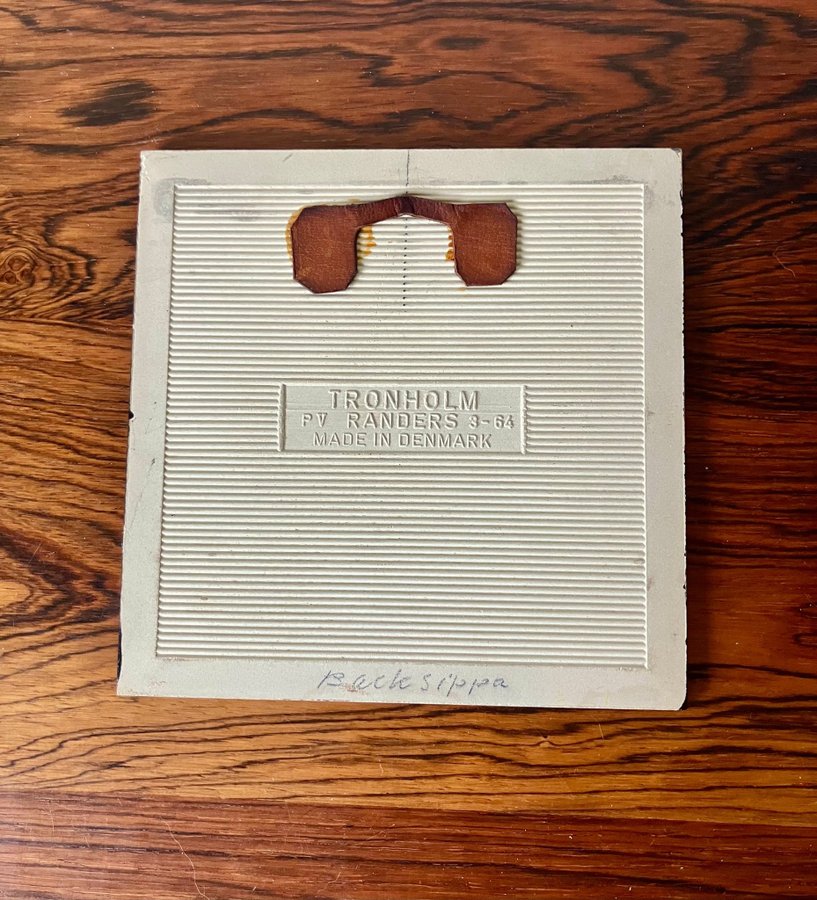 TRONHOLM
PV RANDERS 3-64
MADE IN DENMARK
Backsippa